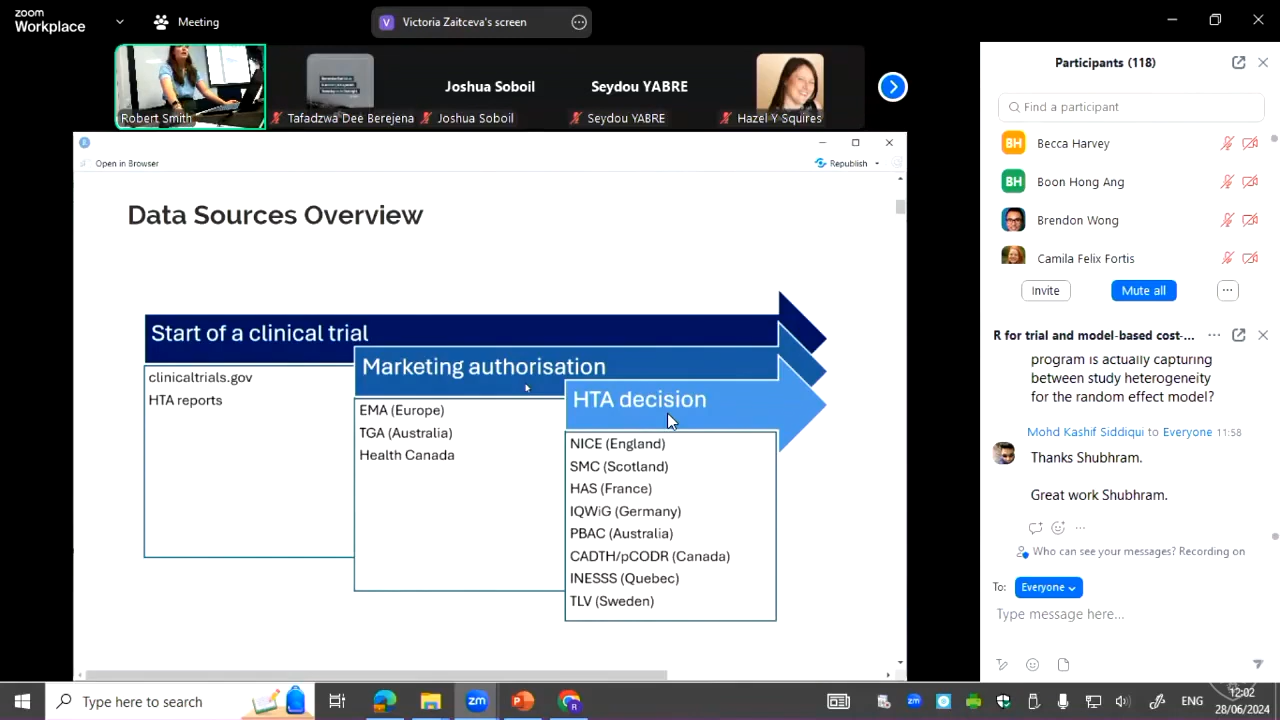 zoom
Workplace
Meeting
V
Victoria Zaitceva's screen
Robert Smith
Tafadzwa Dee Berejena
Joshua Soboil
Joshua Soboil
Seydou YABRE
Seydou YABRE
Hazel Y Squires
Open in Browser
Republish
Data Sources Overview
Start of a clinical trial
clinicaltrials.gov
HTA reports
Marketing authorisation
EMA (Europe)
TGA (Australia)
Health Canada
HTA decision
NICE (England)
SMC (Scotland)
HAS (France)
IQWiG (Germany)
PBAC (Australia)
CADTH/pCODR (Canada)
INESSS (Quebec)
TLV (Sweden)
Participants (118)
Find a participant
BH
Becca Harvey
BH
Boon Hong Ang
Brendon Wong
Camila Felix Fortis
Invite
Mute all
R for trial and model-based cost-...
program is actually capturing
between study heterogeneity
for the random effect model?
Mohd Kashif Siddiqui to Everyone 11:58
Thanks Shubhram.
Great work Shubhram.
Who can see your messages? Recording on
To: Everyone
Type message here...
Type here to search
zm
zm
ENG
12:02
28/06/2024